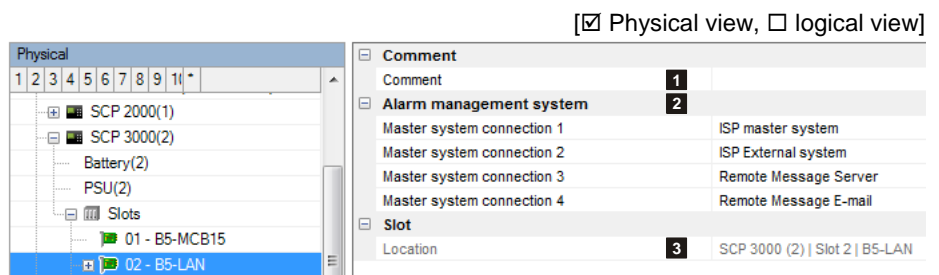 [☑ Physical view, ☐ logical view]
Physical
1 2 3 4 5 6 7 8 9 1( *
SCP 2000(1)
SCP 3000(2)
Battery(2)
PSU(2)
Slots
01 - B5-MCB15
02 - B5-LAN
Comment
Comment 1
Alarm management system 2
Master system connection 1 ISP master system
Master system connection 2 ISP External system
Master system connection 3 Remote Message Server
Master system connection 4 Remote Message E-mail
Slot
Location 3 SCP 3000 (2) | Slot 2 | B5-LAN